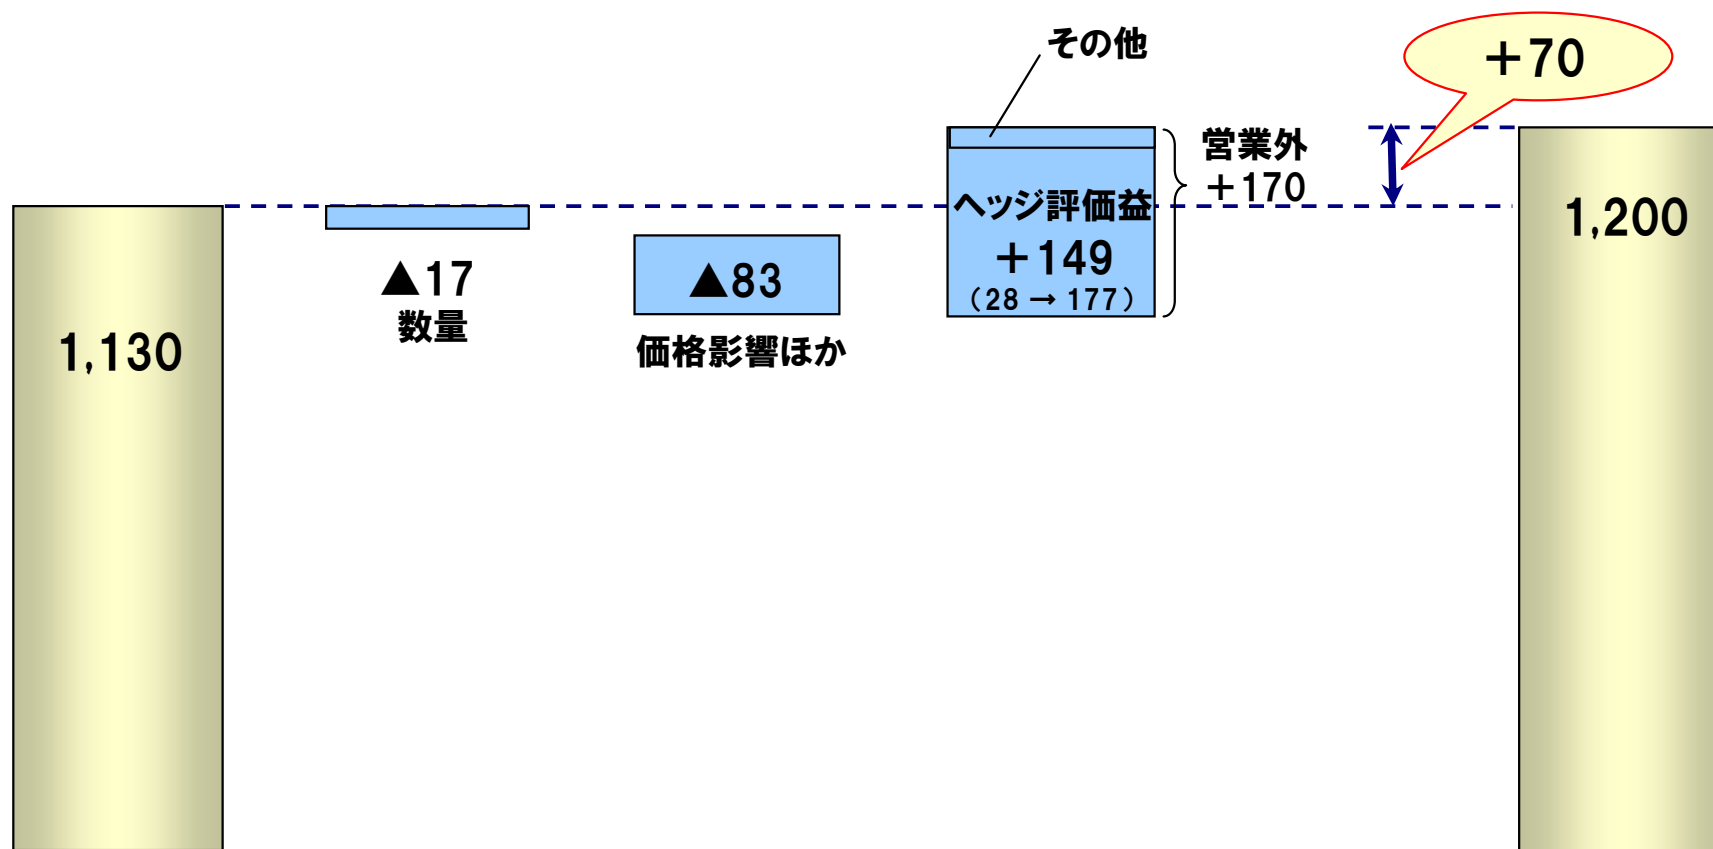 その他
＋70
営業外
＋170
1,200
ヘッジ評価益
＋149
（28 → 177）
▲17
数量
▲83
価格影響ほか
1,130